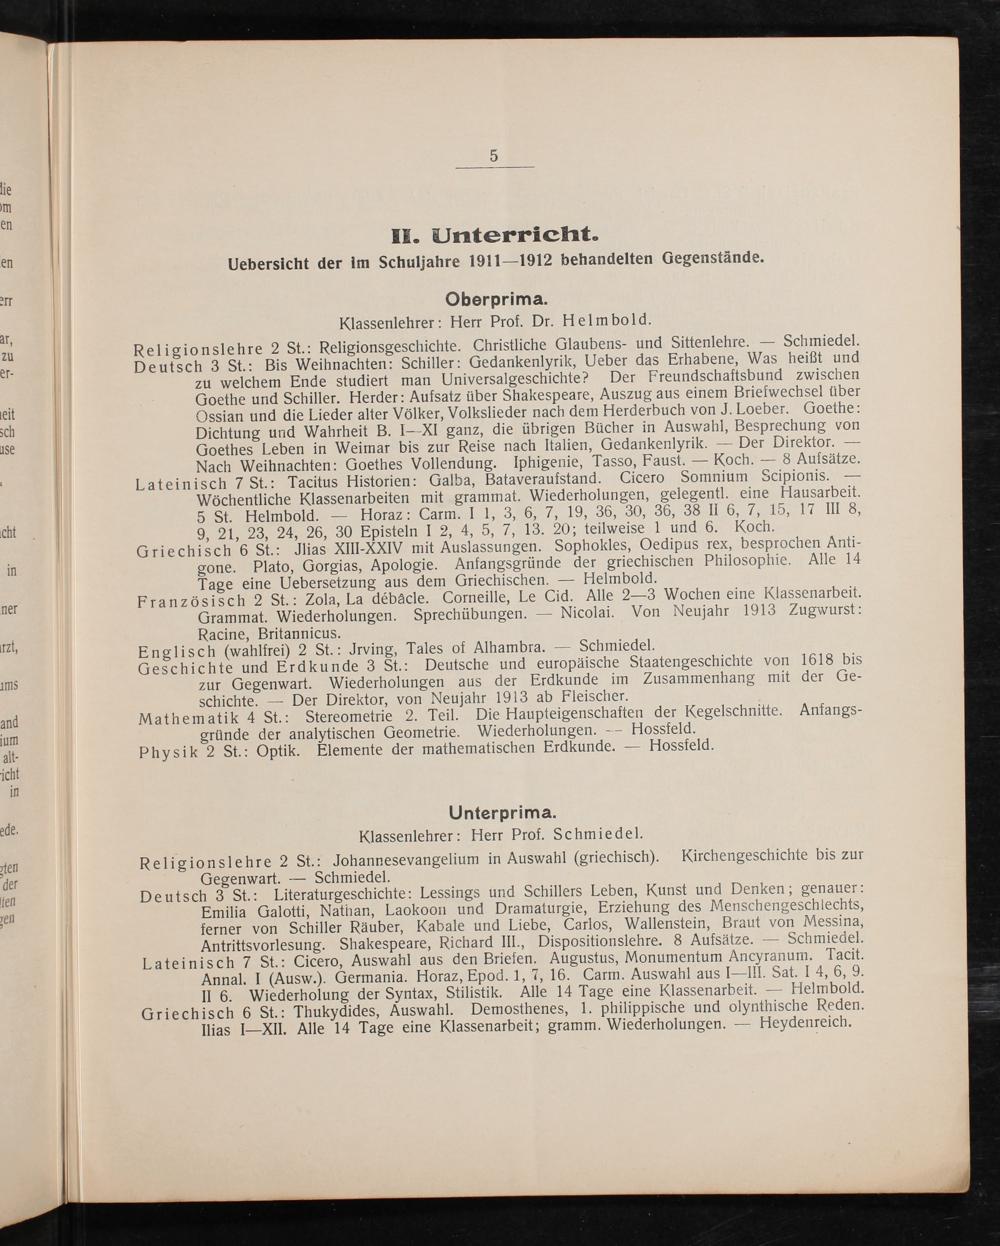 5
II. Unterricht.
Uebersicht der im Schuljahre 1911—1912 behandelten Gegenstände.
Oberprima.
Klassenlehrer: Herr Prof. Dr. Helmbold.
Religionslehre 2 St.: Religionsgeschichte. Christliche Glaubens- und Sittenlehre. — Schmiedel.
Deutsch 3 St.: Bis Weihnachten: Schiller: Gedankenlyrik, Ueber das Erhabene, Was heißt und
zu welchem Ende studiert man Universalgeschichte? Der Freundschaftsbund zwischen
Goethe und Schiller. Herder: Aufsatz über Shakespeare, Auszug aus einem Briefwechsel über
Ossian und die Lieder alter Völker, Volkslieder nach dem Herderbuch von J. Loeber. Goethe:
Dichtung und Wahrheit B. I—XI ganz, die übrigen Bücher in Auswahl, Besprechung von
Goethes Leben in Weimar bis zur Reise nach Italien, Gedankenlyrik. — Der Direktor. —
Nach Weihnachten: Goethes Vollendung. Iphigenie, Tasso, Faust. — Koch. — 8 Aufsätze.
Lateinisch 7 St.: Tacitus Historien: Galba, Bataveraufstand. Cicero Somnium Scipionis. —
Wöchentliche Klassenarbeiten mit grammat. Wiederholungen, gelegentl. eine Hausarbeit.
5 St. Helmbold. — Horaz: Carm. I 1, 3, 6, 7, 19, 36, 30, 36, 38 II 6, 7, 15, 17 III 8,
9, 21, 23, 24, 26, 30 Episteln I 2, 4, 5, 7, 13. 20; teilweise 1 und 6. Koch.
Griechisch 6 St.: Jlias XIII-XXIV mit Auslassungen. Sophokles, Oedipus rex, besprochen Anti-
gone. Plato, Gorgias, Apologie. Anfangsgründe der griechischen Philosophie. Alle 14
Tage eine Uebersetzung aus dem Griechischen. — Helmbold.
Französisch 2 St.: Zola, La débâcle. Corneille, Le Cid. Alle 2—3 Wochen eine Klassenarbeit.
Grammat. Wiederholungen. Sprechübungen. — Nicolai. Von Neujahr 1913 Zugwurst:
Racine, Britannicus.
Englisch (wahlfrei) 2 St.: Jrving, Tales of Alhambra. — Schmiedel.
Geschichte und Erdkunde 3 St.: Deutsche und europäische Staatengeschichte von 1618 bis
zur Gegenwart. Wiederholungen aus der Erdkunde im Zusammenhang mit der Ge-
schichte. — Der Direktor, von Neujahr 1913 ab Fleischer.
Mathematik 4 St.: Stereometrie 2. Teil. Die Haupteigenschaften der Kegelschnitte. Anfangs-
gründe der analytischen Geometrie. Wiederholungen. — Hossfeld.
Physik 2 St.: Optik. Elemente der mathematischen Erdkunde. — Hossfeld.
Unterprima.
Klassenlehrer: Herr Prof. Schmiedel.
Religionslehre 2 St.: Johannesevangelium in Auswahl (griechisch). Kirchengeschichte bis zur
Gegenwart. — Schmiedel.
Deutsch 3 St.: Literaturgeschichte: Lessings und Schillers Leben, Kunst und Denken; genauer:
Emilia Galotti, Nathan, Laokoon und Dramaturgie, Erziehung des Menschengeschlechts,
ferner von Schiller Räuber, Kabale und Liebe, Carlos, Wallenstein, Braut von Messina,
Antrittsvorlesung. Shakespeare, Richard III., Dispositionslehre. 8 Aufsätze. — Schmiedel.
Lateinisch 7 St.: Cicero, Auswahl aus den Briefen. Augustus, Monumentum Ancyranum. Tacit.
Annal. I (Ausw.). Germania. Horaz, Epod. 1, 7, 16. Carm. Auswahl aus I—III. Sat. I 4, 6, 9.
II 6. Wiederholung der Syntax, Stilistik. Alle 14 Tage eine Klassenarbeit. — Helmbold.
Griechisch 6 St.: Thukydides, Auswahl. Demosthenes, 1. philippische und olynthische Reden.
Ilias I—XII. Alle 14 Tage eine Klassenarbeit; gramm. Wiederholungen. — Heydenreich.